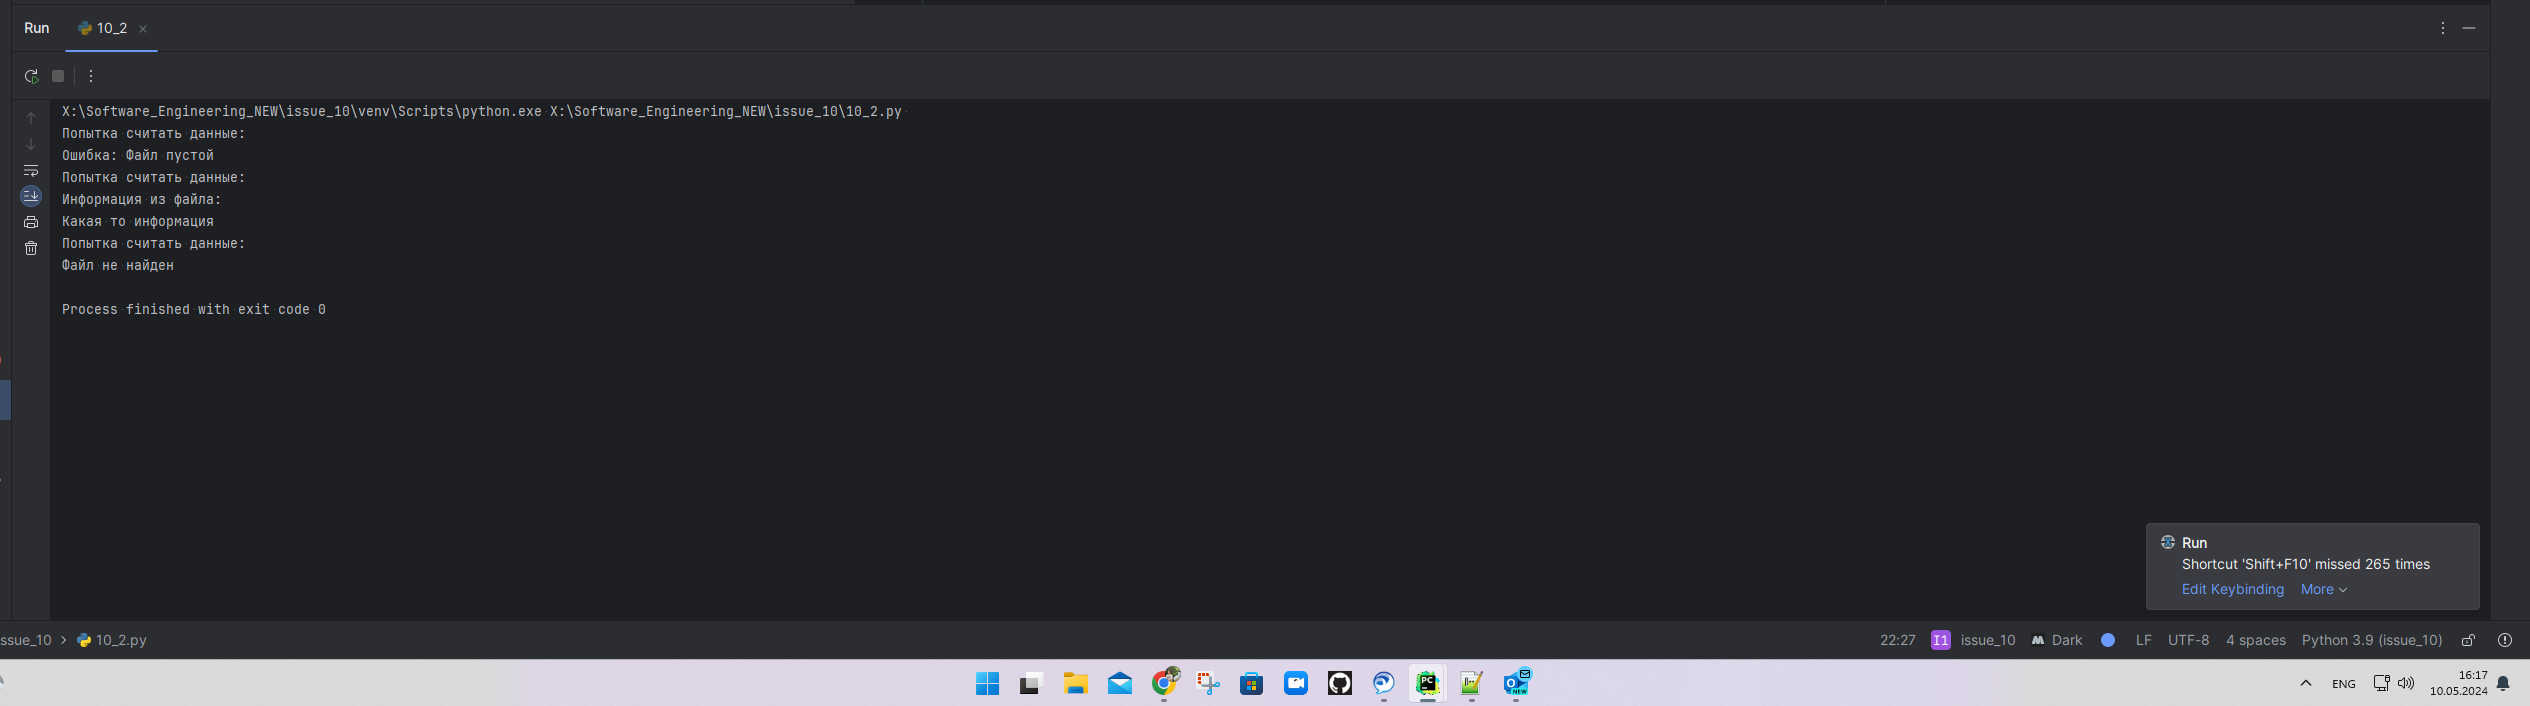 Run 10_2
X:\Software_Engineering_NEW\issue_10\venv\Scripts\python.exe X:\Software_Engineering_NEW\issue_10\10_2.py
Попытка считать данные:
Ошибка: Файл пустой
Попытка считать данные:
Информация из файла:
Какая то информация
Попытка считать данные:
Файл не найден
Process finished with exit code 0
Run
Shortcut 'Shift+F10' missed 265 times
Edit Keybinding More
ssue_10 > 10_2.py 22:27 I1 issue_10 Dark LF UTF-8 4 spaces Python 3.9 (issue_10)
PC NEW ENG 16:17
10.05.2024